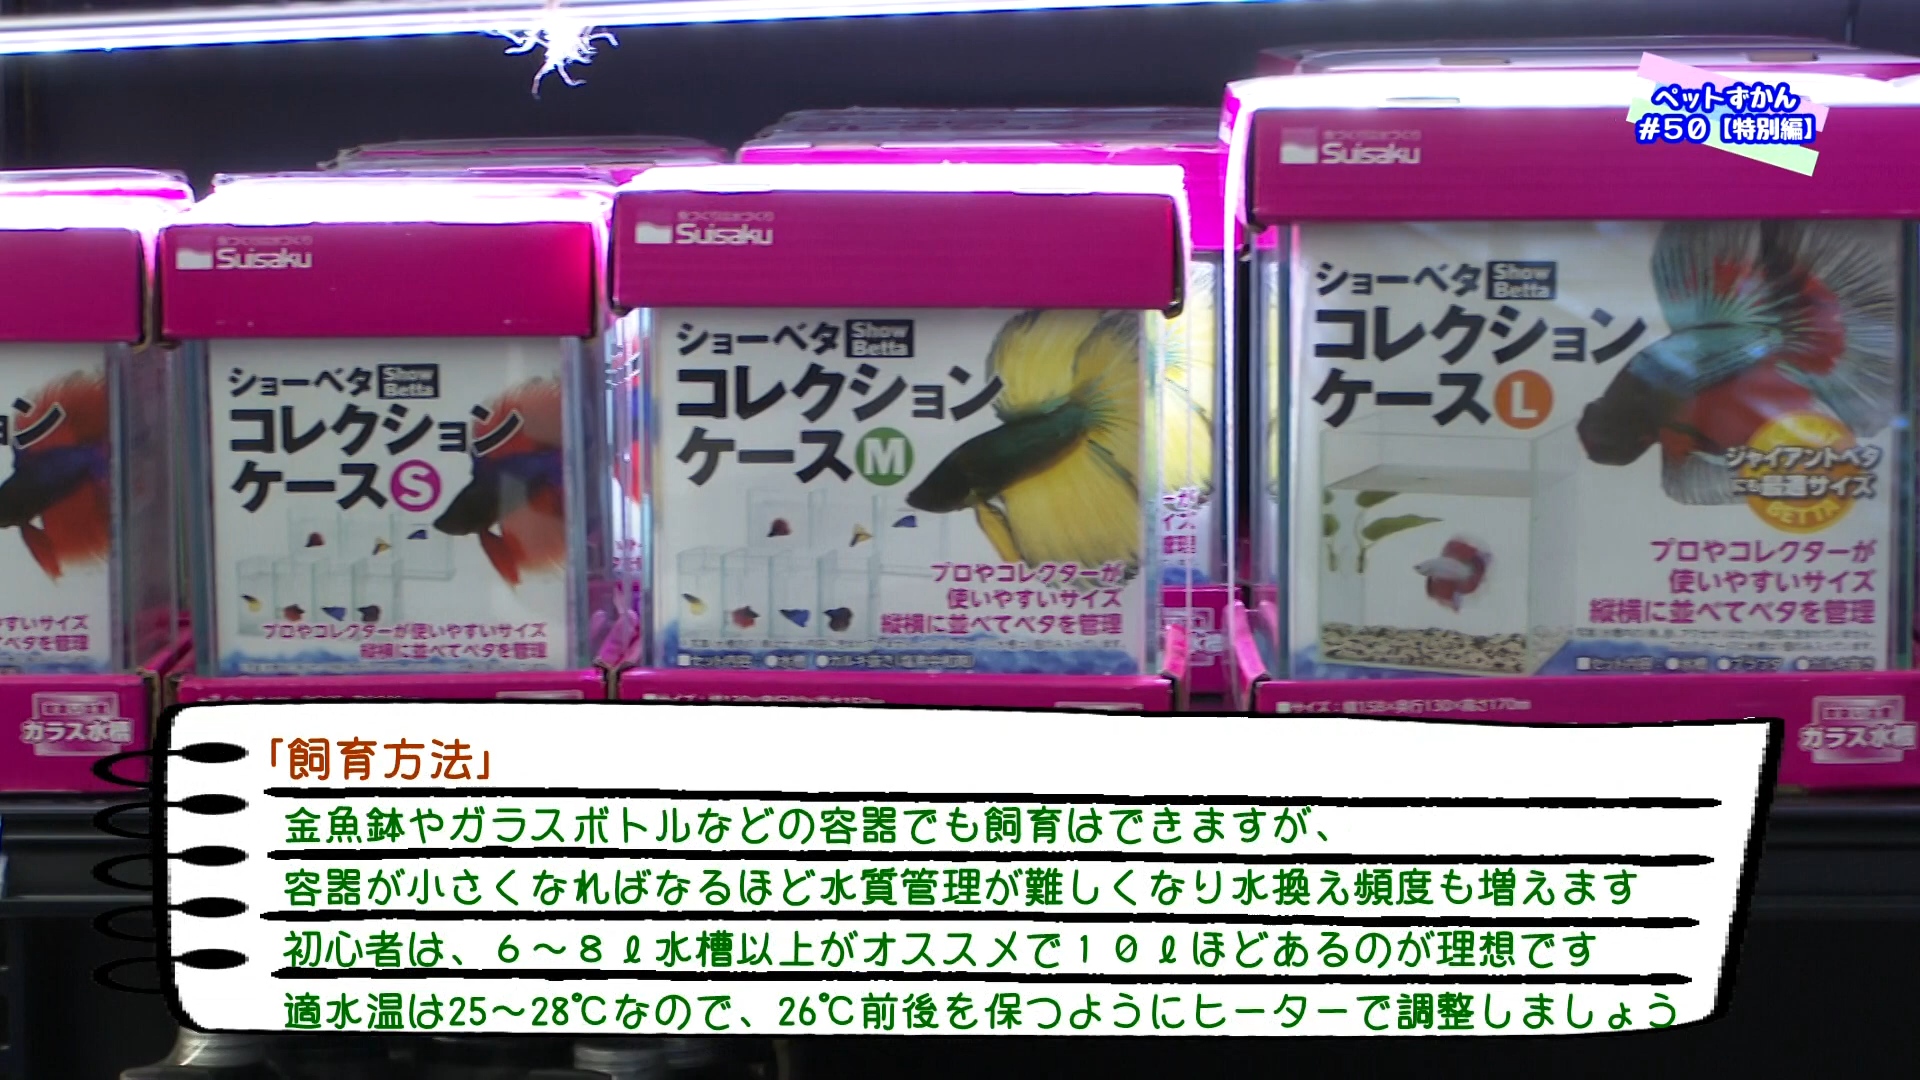 ペットずかん
#50【特別編】
Suisaku
ショーベタ Show Betta
コレクション
ケースS
プロやコレクターが使いやすいサイズ
縦横に並べてベタを管理
Suisaku
ショーベタ Show Betta
コレクション
ケースM
プロやコレクターが
使いやすいサイズ
縦横に並べてベタを管理
Suisaku
ショーベタ Show Betta
コレクション
ケースL
ジャイアントベタ
にも最適サイズ
BETTA
プロやコレクターが
使いやすいサイズ
縦横に並べてベタを管理
ガラス水槽
ガラス水槽
「飼育方法」
金魚鉢やガラスボトルなどの容器でも飼育はできますが、
容器が小さくなればなるほど水質管理が難しくなり水換え頻度も増えます
初心者は、6～8ℓ水槽以上がオススメで10ℓほどあるのが理想です
適水温は25～28℃なので、26℃前後を保つようにヒーターで調整しましょう